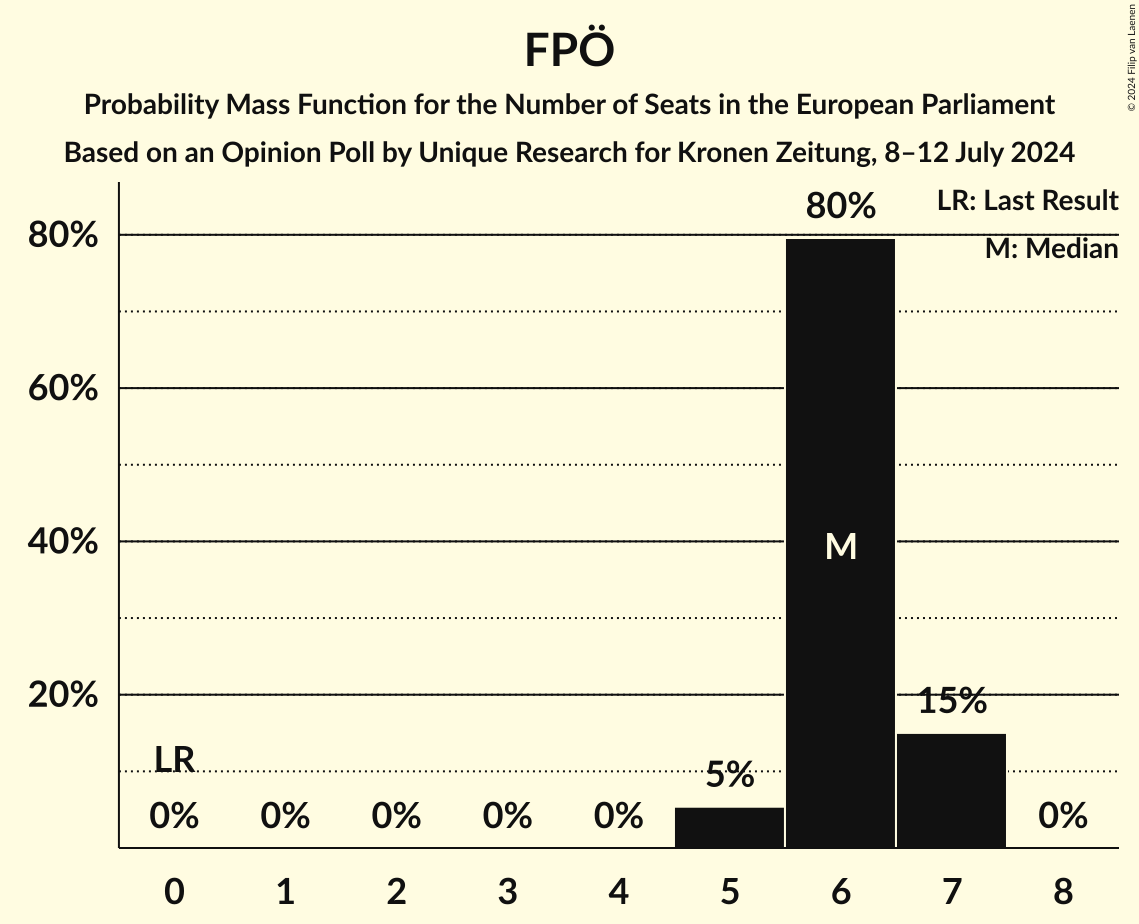 FPÖ
Probability Mass Function for the Number of Seats in the European Parliament
Based on an Opinion Poll by Unique Research for Kronen Zeitung, 8–12 July 2024
© 2024 Filip van Laenen
LR: Last Result
M: Median
80%
60%
40%
20%
LR
0% 0% 0% 0% 0% 5% 80% 15% 0%
M
0 1 2 3 4 5 6 7 8